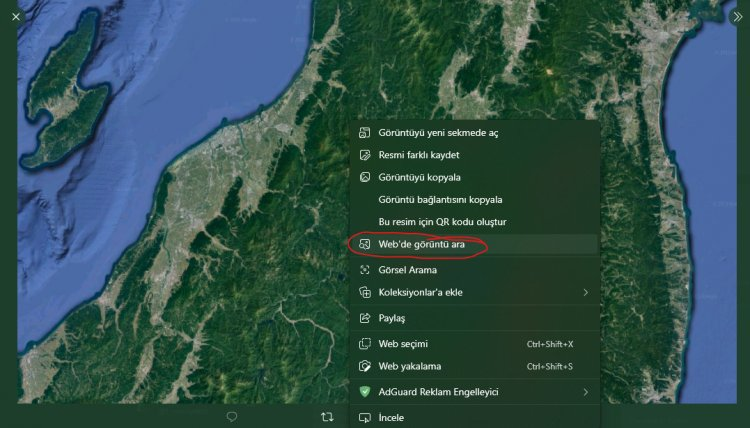 Görüntüyü yeni sekmede aç
Resmi farklı kaydet
Görüntüyü kopyala
Görüntü bağlantısını kopyala
Bu resim için QR kodu oluştur
Web'de görüntü ara
Görsel Arama
Koleksiyonlar'a ekle
Paylaş
Web seçimi Ctrl+Shift+X
Web yakalama Ctrl+Shift+S
AdGuard Reklam Engelleyici
İncele